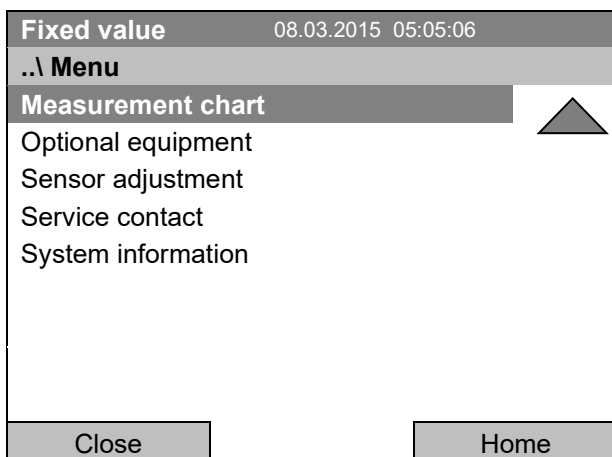 Fixed value 08.03.2015 05:05:06
..\ Menu
Measurement chart
Optional equipment
Sensor adjustment
Service contact
System information
Close Home